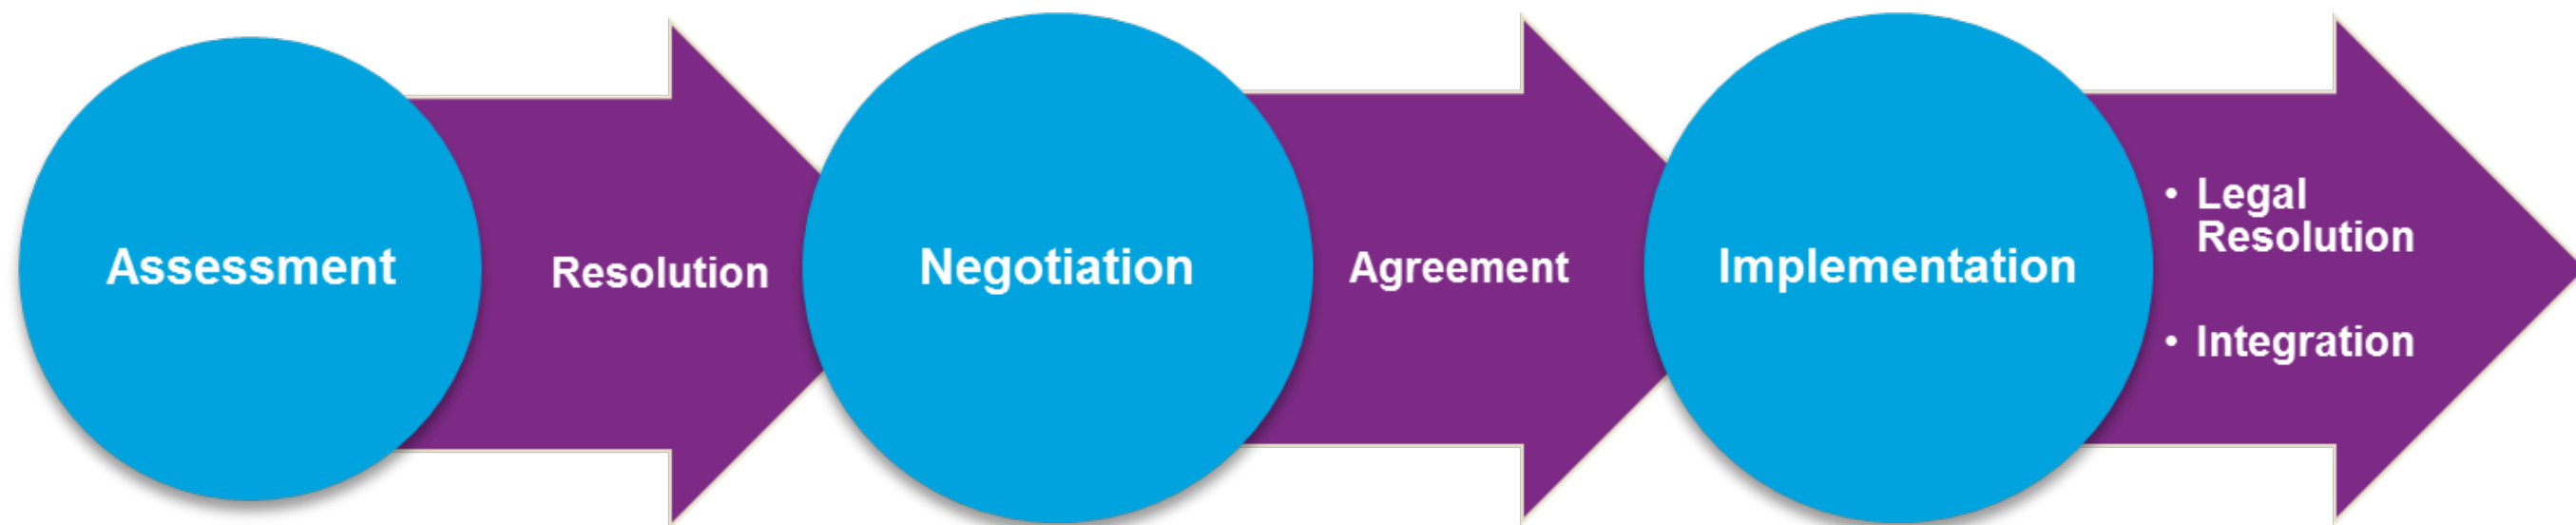 Assessment
Resolution
Negotiation
Agreement
Implementation
• Legal
Resolution
• Integration